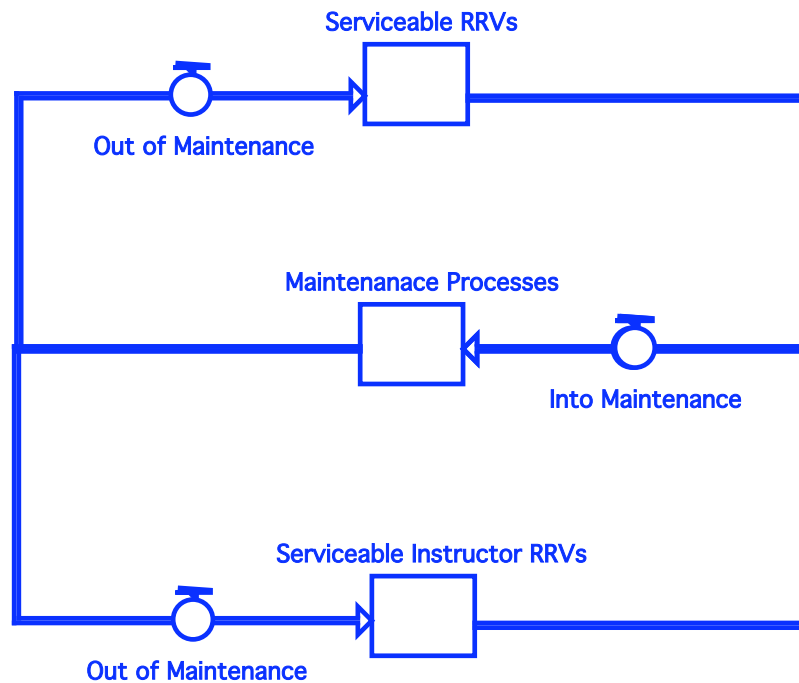 Serviceable RRVs
Out of Maintenance
Maintenanace Processes
Into Maintenance
Serviceable Instructor RRVs
Out of Maintenance